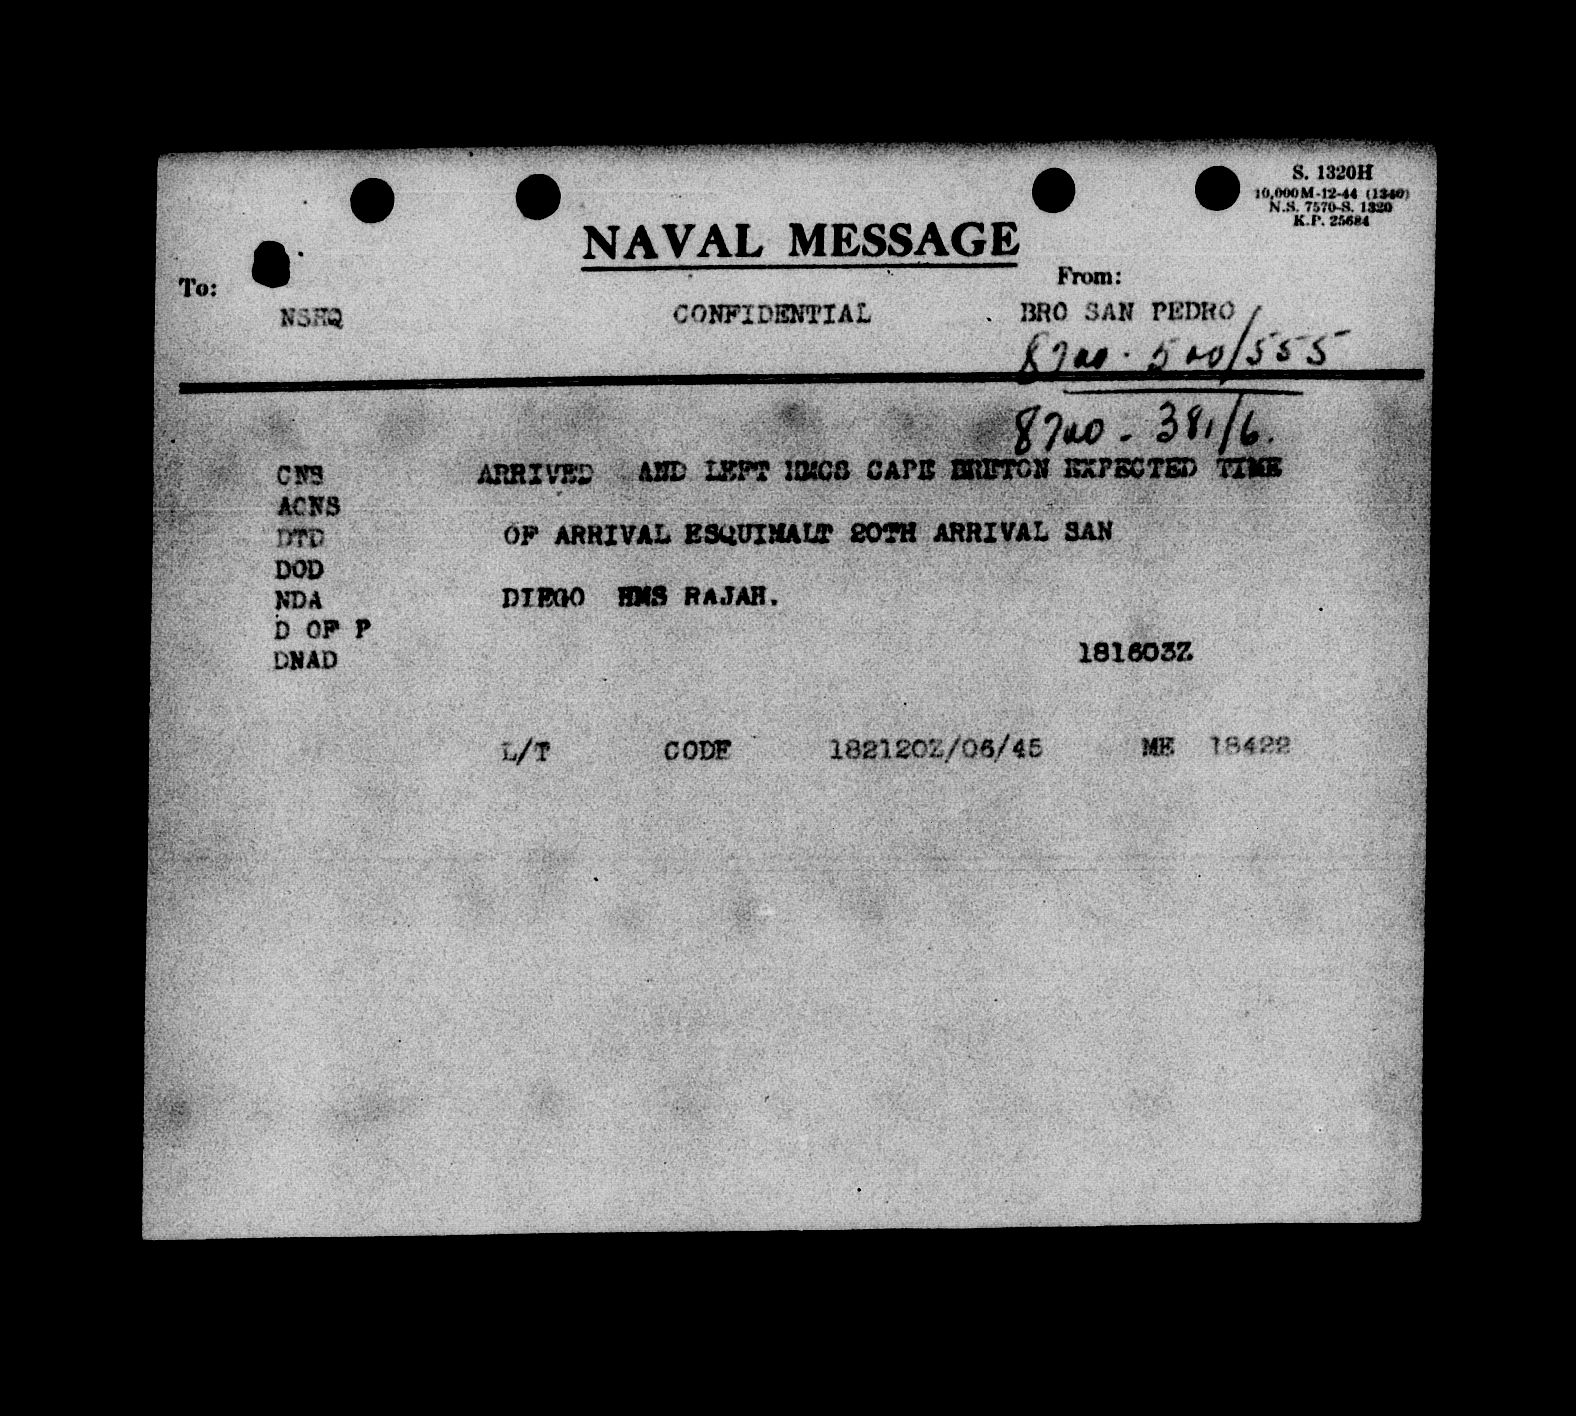 S. 1320H
10,000M-12-44 (1340)
N.S. 7570-S. 1320
K.P. 25684
NAVAL MESSAGE
To:
From:
NSHQ CONFIDENTIAL BRO SAN PEDRO
8700-500/555
8700-381/6.
CNS ARRIVED AND LEFT HMCS CAPE BRETON EXPECTED TIME
ACNS
DTD OF ARRIVAL ESQUIMALT 20TH ARRIVAL SAN
DOD
NDA DIEGO HMS RAJAH.
D OF P
DNAD 181603Z
L/T CODE 182120Z/06/45 ME 18422